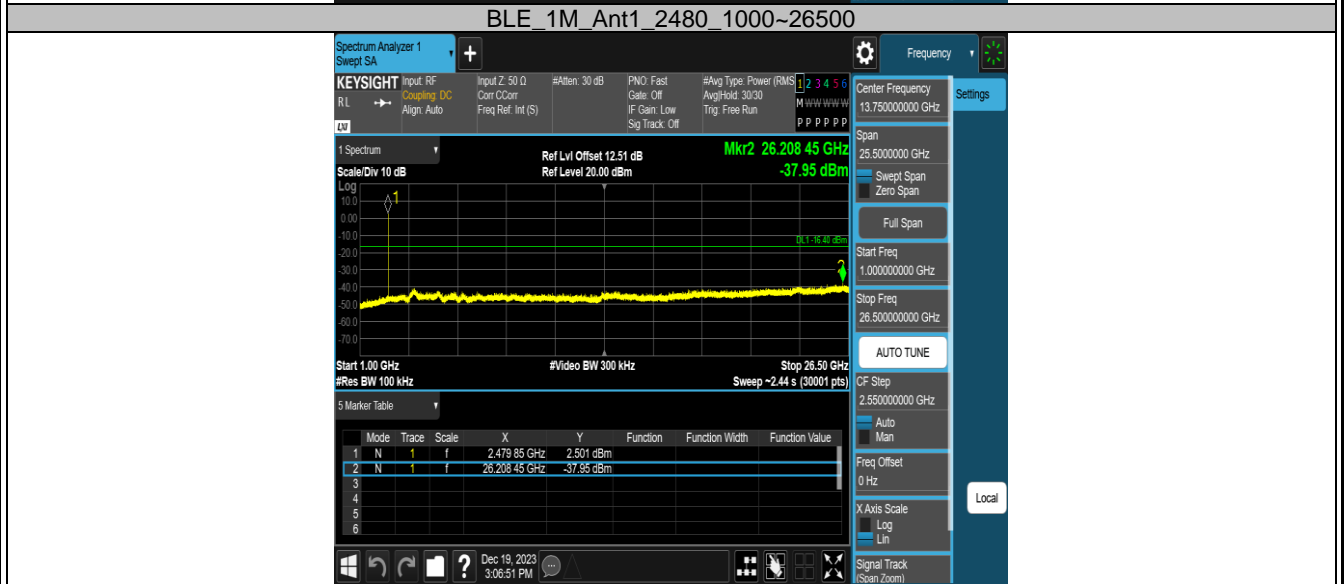 BLE_1M_Ant1_2480_1000~26500
Spectrum Analyzer 1
Swept SA
+
Frequency
KEYSIGHT
RL
LXI
Input: RF
Coupling: DC
Align: Auto
Input Z: 50 Ω
Corr CCorr
Freq Ref: Int (S)
#Atten: 30 dB
PNO: Fast
Gate: Off
IF Gain: Low
Sig Track: Off
#Avg Type: Power (RMS
Avg|Hold: 30/30
Trig: Free Run
1 2 3 4 5 6
M W W W W W
P P P P P P
1 Spectrum
Scale/Div 10 dB
Ref Lvl Offset 12.51 dB
Ref Level 20.00 dBm
Mkr2 26.208 45 GHz
-37.95 dBm
Log
10.0
0.00
-10.0
-20.0
-30.0
-40.0
-50.0
-60.0
-70.0
1
2
DL1 -16.40 dBm
Start 1.00 GHz
#Res BW 100 kHz
#Video BW 300 kHz
Stop 26.50 GHz
Sweep ~2.44 s (30001 pts)
5 Marker Table
Mode Trace Scale X Y Function Function Width Function Value
1 N 1 f 2.479 85 GHz 2.501 dBm
2 N 1 f 26.208 45 GHz -37.95 dBm
3
4
5
6
?
Dec 19, 2023
3:06:51 PM
Center Frequency
13.750000000 GHz
Span
25.5000000 GHz
Swept Span
Zero Span
Full Span
Start Freq
1.000000000 GHz
Stop Freq
26.500000000 GHz
AUTO TUNE
CF Step
2.550000000 GHz
Auto
Man
Freq Offset
0 Hz
X Axis Scale
Log
Lin
Signal Track
(Span Zoom)
Settings
Local